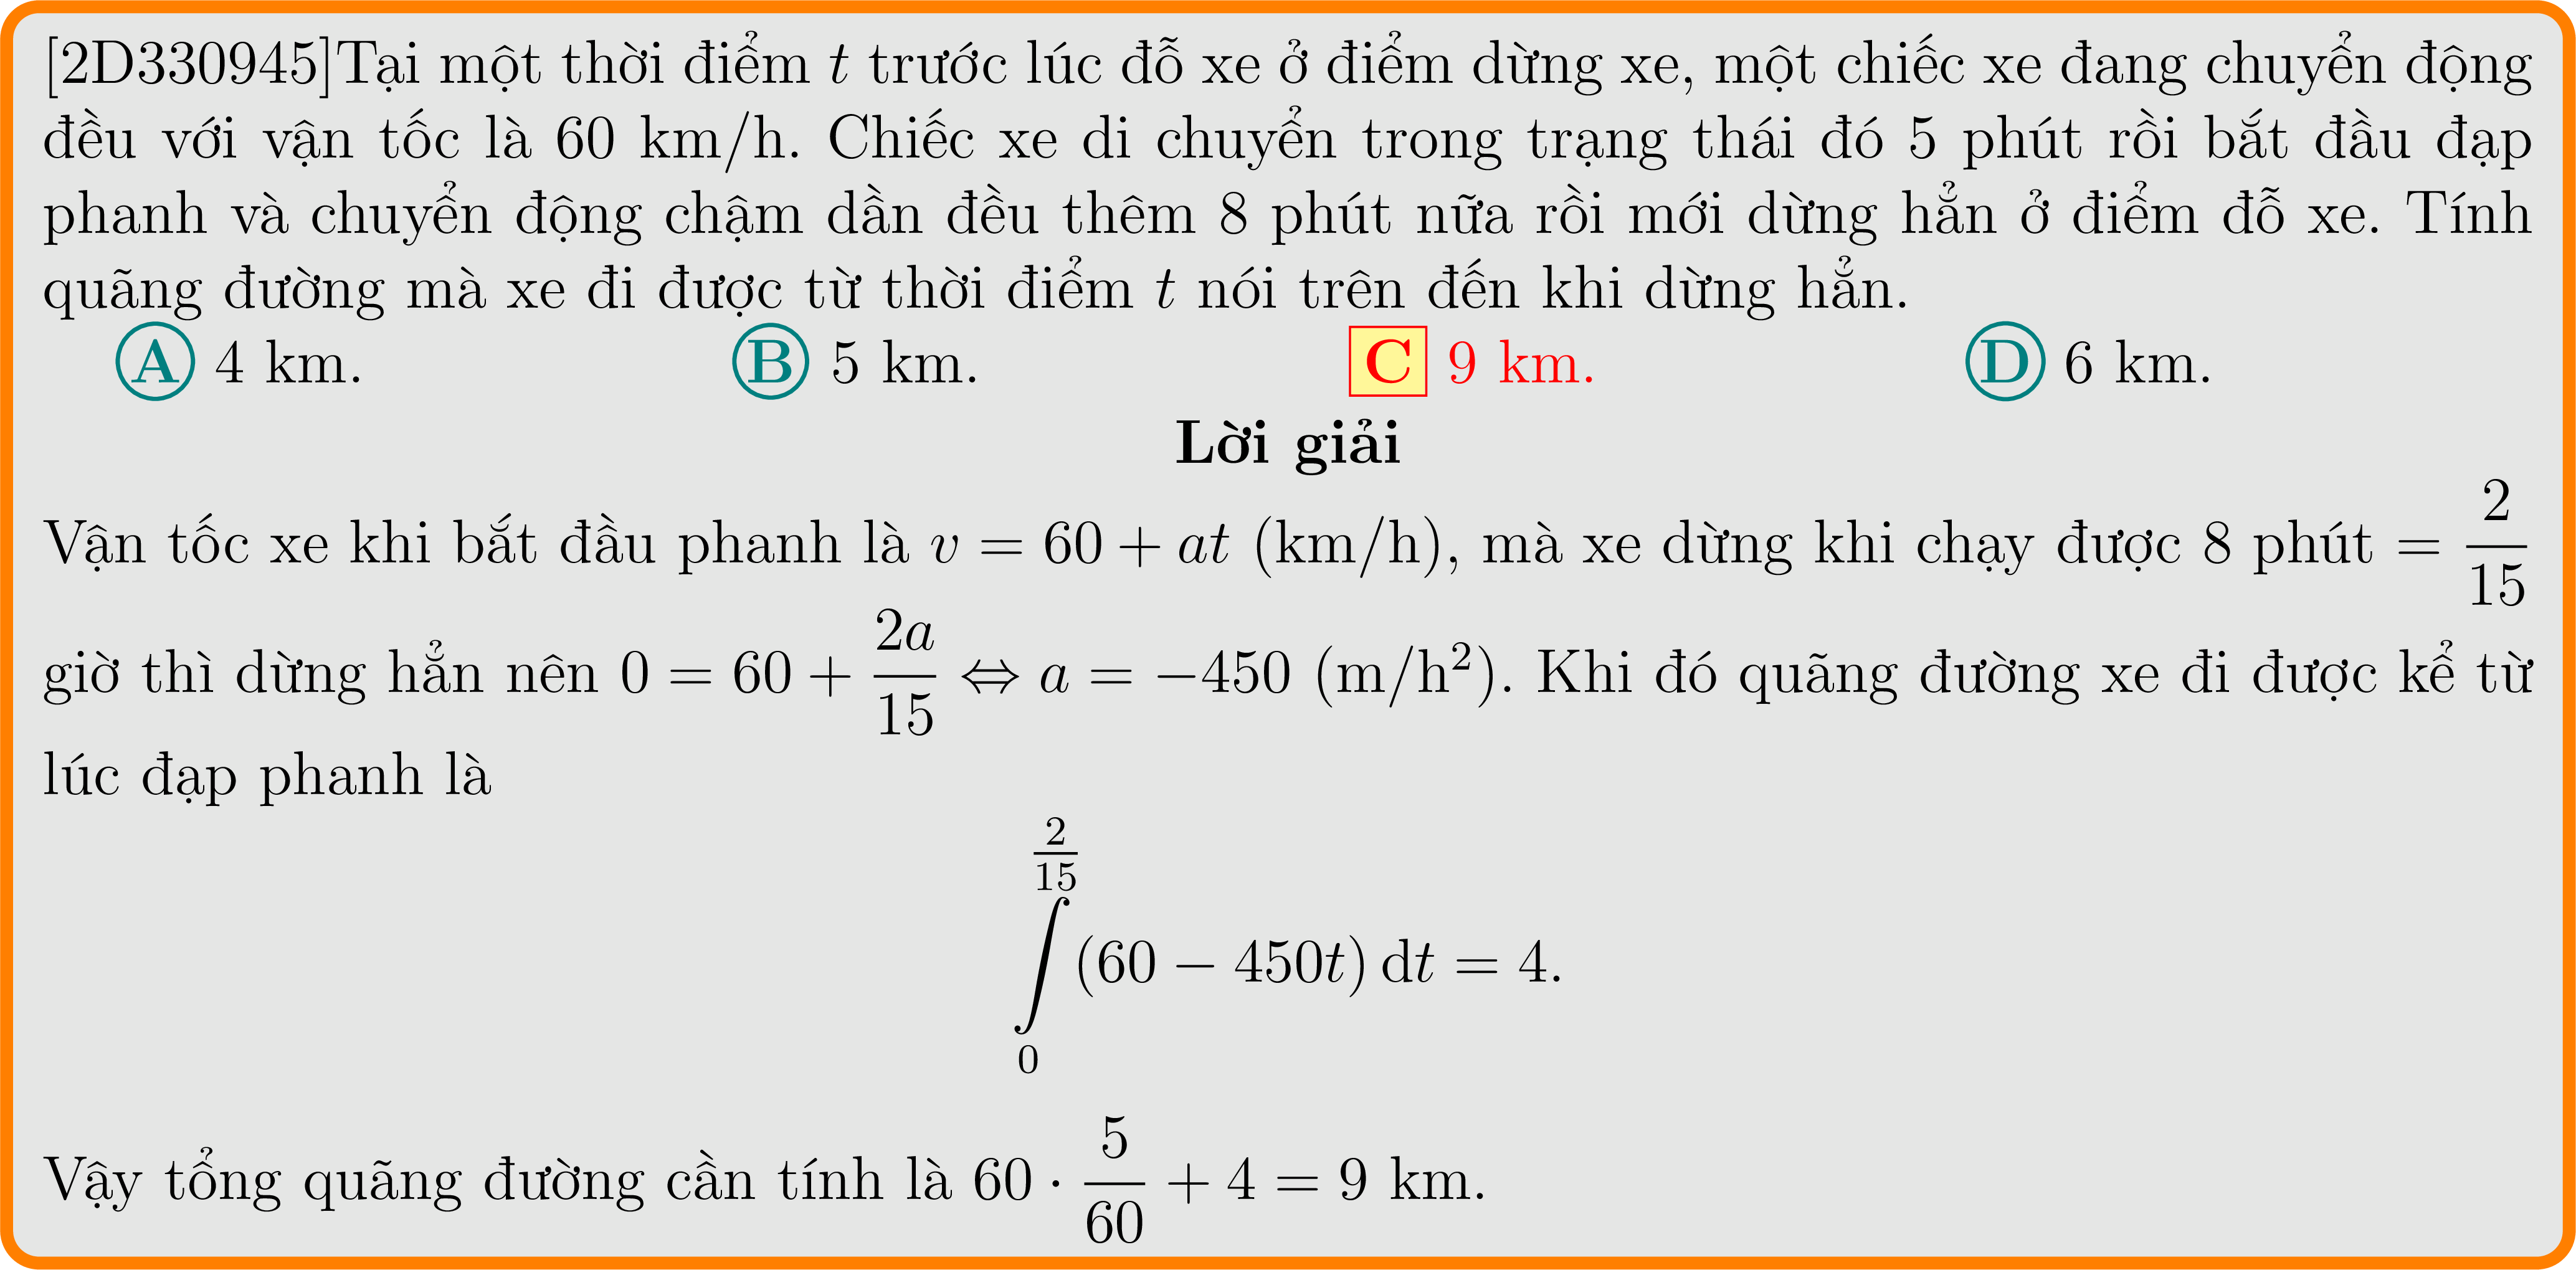 [2D330945]Tại một thời điểm t trước lúc đỗ xe ở điểm dừng xe, một chiếc xe đang chuyển động
đều với vận tốc là 60 km/h. Chiếc xe di chuyển trong trạng thái đó 5 phút rồi bắt đầu đạp
phanh và chuyển động chậm dần đều thêm 8 phút nữa rồi mới dừng hẳn ở điểm đỗ xe. Tính
quãng đường mà xe đi được từ thời điểm t nói trên đến khi dừng hẳn.
A 4 km. B 5 km. C 9 km. D 6 km.
Lời giải
Vận tốc xe khi bắt đầu phanh là $v = 60 + at$ (km/h), mà xe dừng khi chạy được 8 phút $= \dfrac{2}{15}$
giờ thì dừng hẳn nên $0 = 60 + \dfrac{2a}{15} \Leftrightarrow a = -450$ (m/h$^2$). Khi đó quãng đường xe đi được kể từ
lúc đạp phanh là
$\int\limits_{0}^{\frac{2}{15}} (60 - 450t)\,\mathrm{d}t = 4.$
Vậy tổng quãng đường cần tính là $60 \cdot \dfrac{5}{60} + 4 = 9$ km.